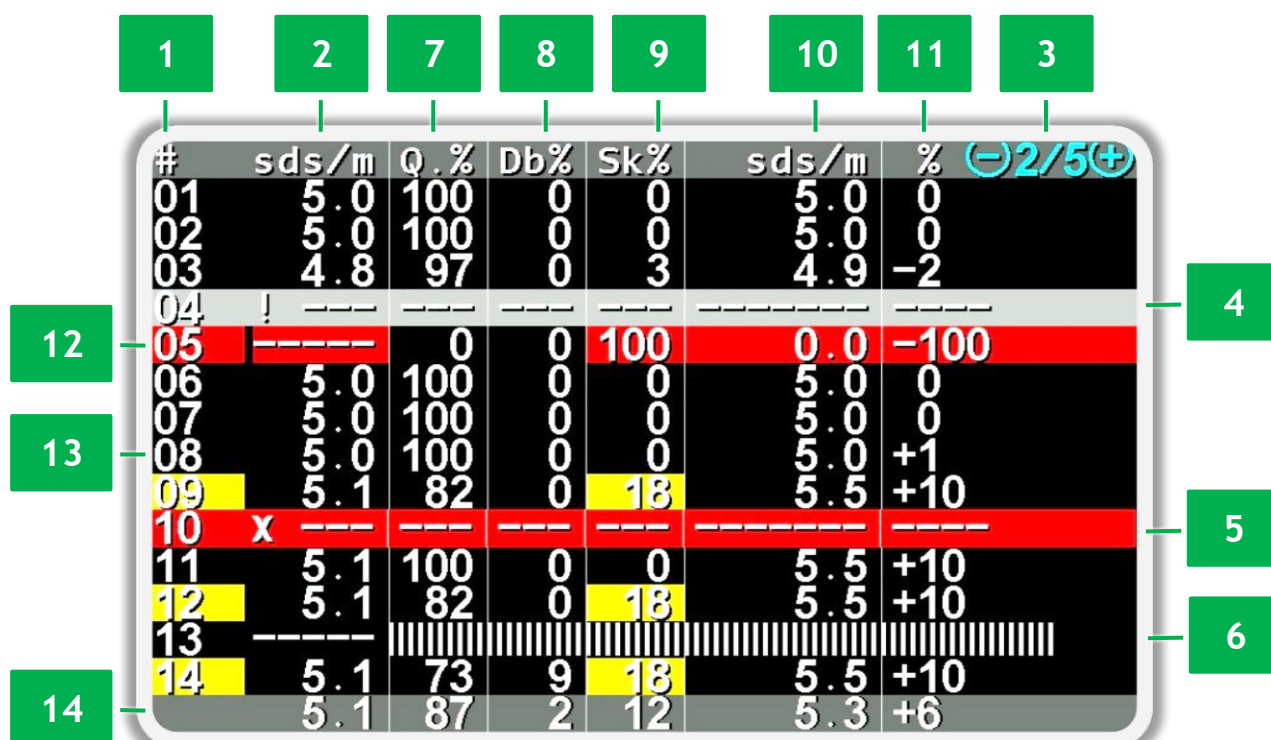 1 2 7 8 9 10 11 3
# sds/m Q.% Db% Sk% sds/m % (-)2/5(+)
01 5.0 100 0 0 5.0 0
02 5.0 100 0 0 5.0 0
03 4.8 97 0 3 4.9 -2
04 ! --- --- --- --- ------- ---- 4
12 05 ----- 0 0 100 0.0 -100
06 5.0 100 0 0 5.0 0
07 5.0 100 0 0 5.0 0
13 08 5.0 100 0 0 5.0 +1
09 5.1 82 0 18 5.5 +10
10 X --- --- --- --- ------- ---- 5
11 5.1 100 0 0 5.5 +10
12 5.1 82 0 18 5.5 +10
13 ----- 6
14 5.1 73 9 18 5.5 +10
14 5.1 87 2 12 5.3 +6